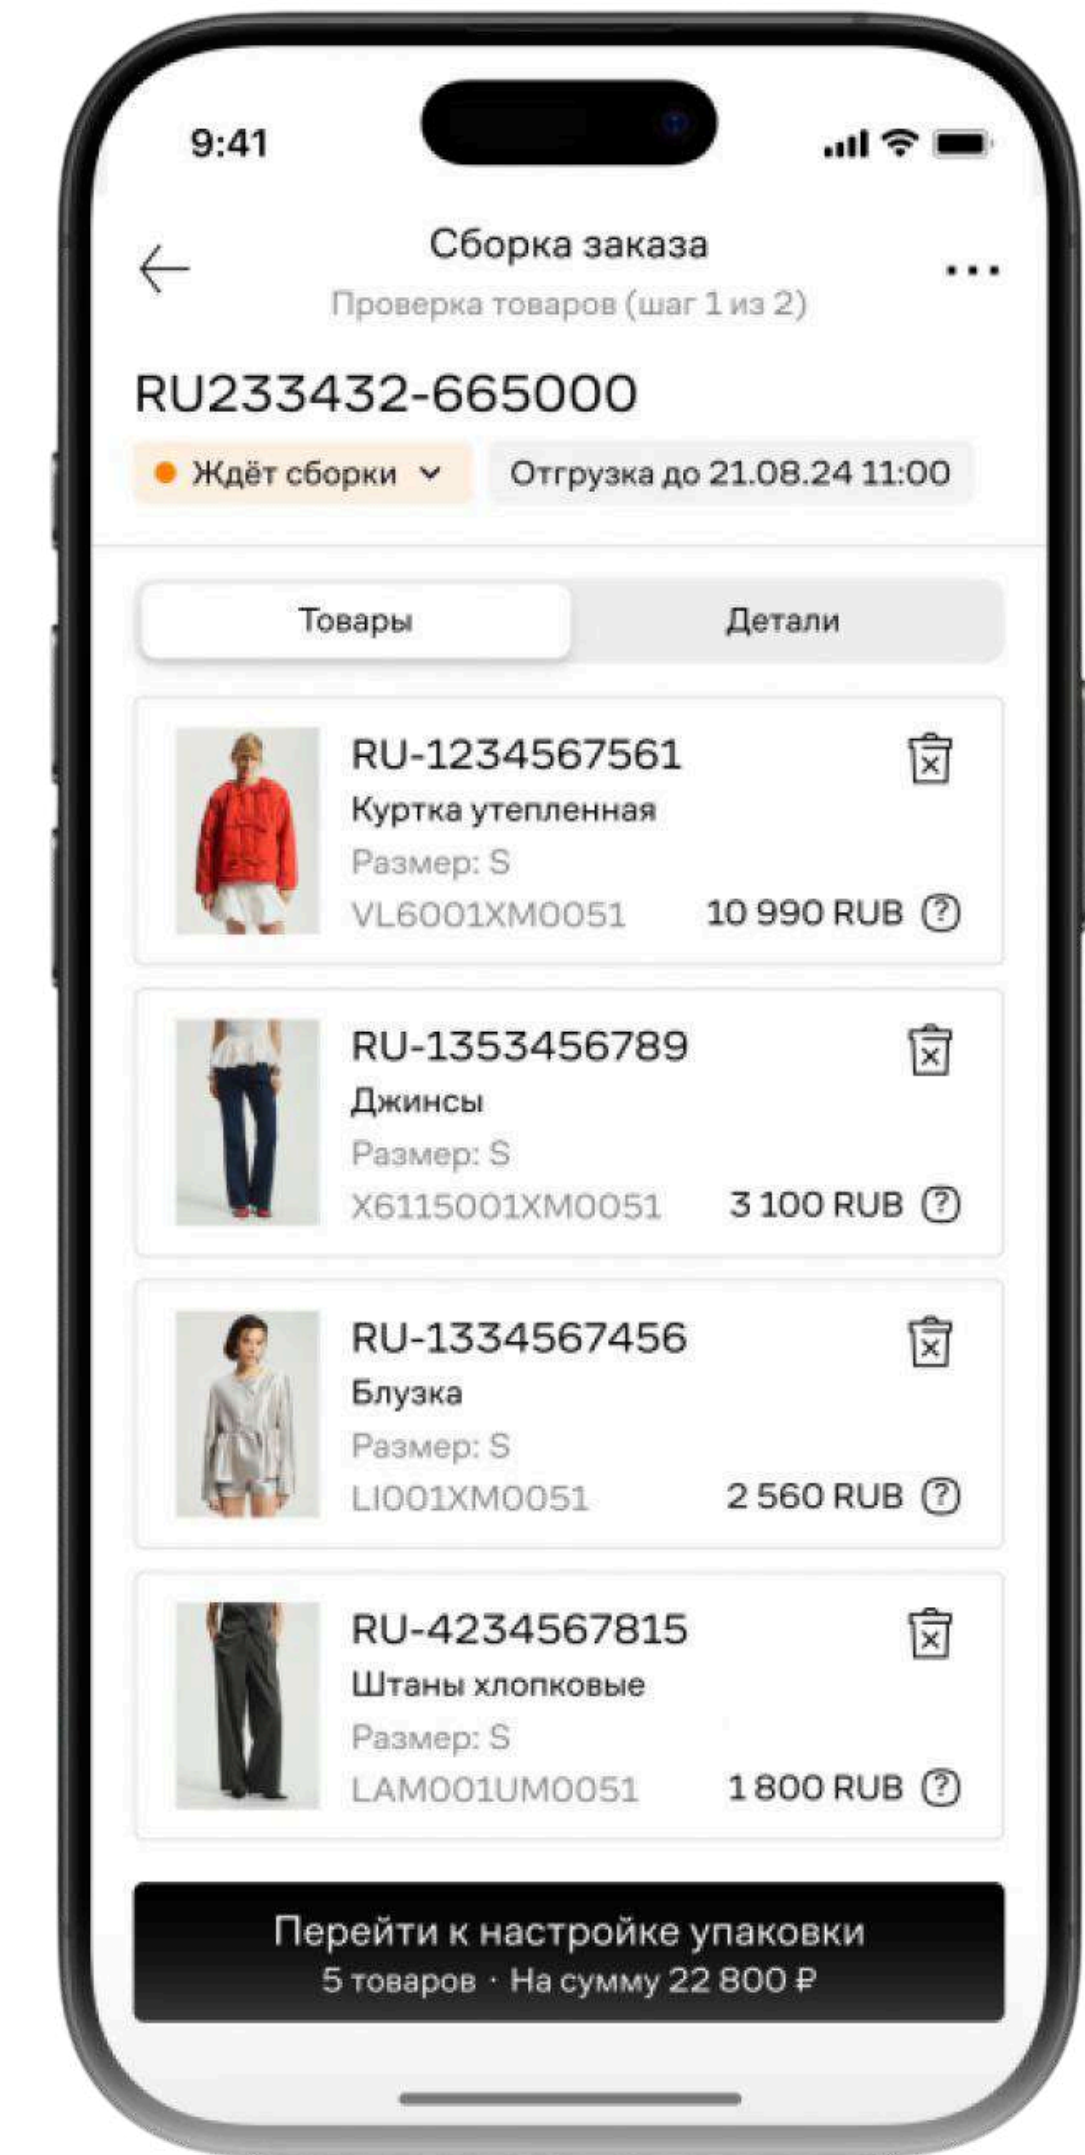 9:41
Сборка заказа
Проверка товаров (шаг 1 из 2)
RU233432-665000
Ждёт сборки
Отгрузка до 21.08.24 11:00
Товары
Детали
RU-1234567561
Куртка утепленная
Размер: S
VL6001XM0051
10 990 RUB
RU-1353456789
Джинсы
Размер: S
X6115001XM0051
3 100 RUB
RU-1334567456
Блузка
Размер: S
LI001XM0051
2 560 RUB
RU-4234567815
Штаны хлопковые
Размер: S
LAM001UM0051
1 800 RUB
Перейти к настройке упаковки
5 товаров · На сумму 22 800 ₽